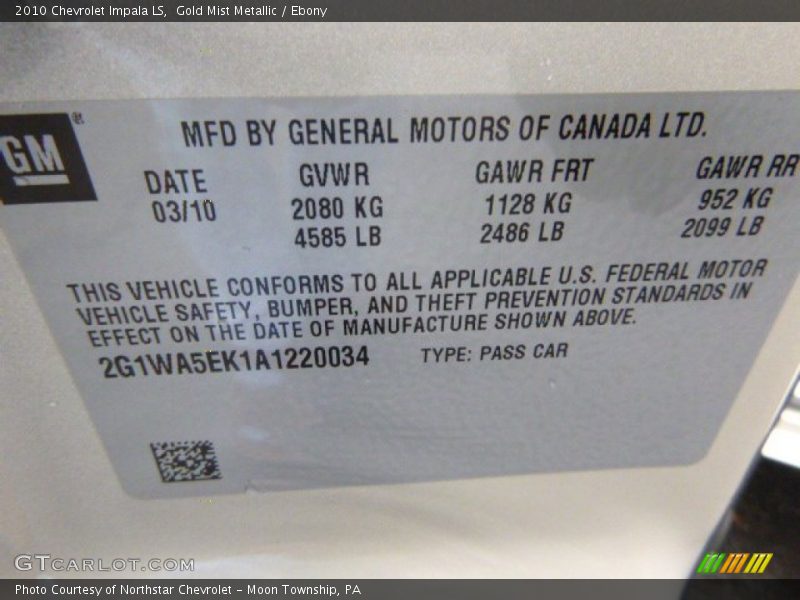 2010 Chevrolet Impala LS, Gold Mist Metallic / Ebony
GM
MFD BY GENERAL MOTORS OF CANADA LTD.
DATE GVWR GAWR FRT GAWR RR
03/10 2080 KG 1128 KG 952 KG
4585 LB 2486 LB 2099 LB
THIS VEHICLE CONFORMS TO ALL APPLICABLE U.S. FEDERAL MOTOR
VEHICLE SAFETY, BUMPER, AND THEFT PREVENTION STANDARDS IN
EFFECT ON THE DATE OF MANUFACTURE SHOWN ABOVE.
2G1WA5EK1A1220034 TYPE: PASS CAR
GTCARLOT.COM
Photo Courtesy of Northstar Chevrolet - Moon Township, PA